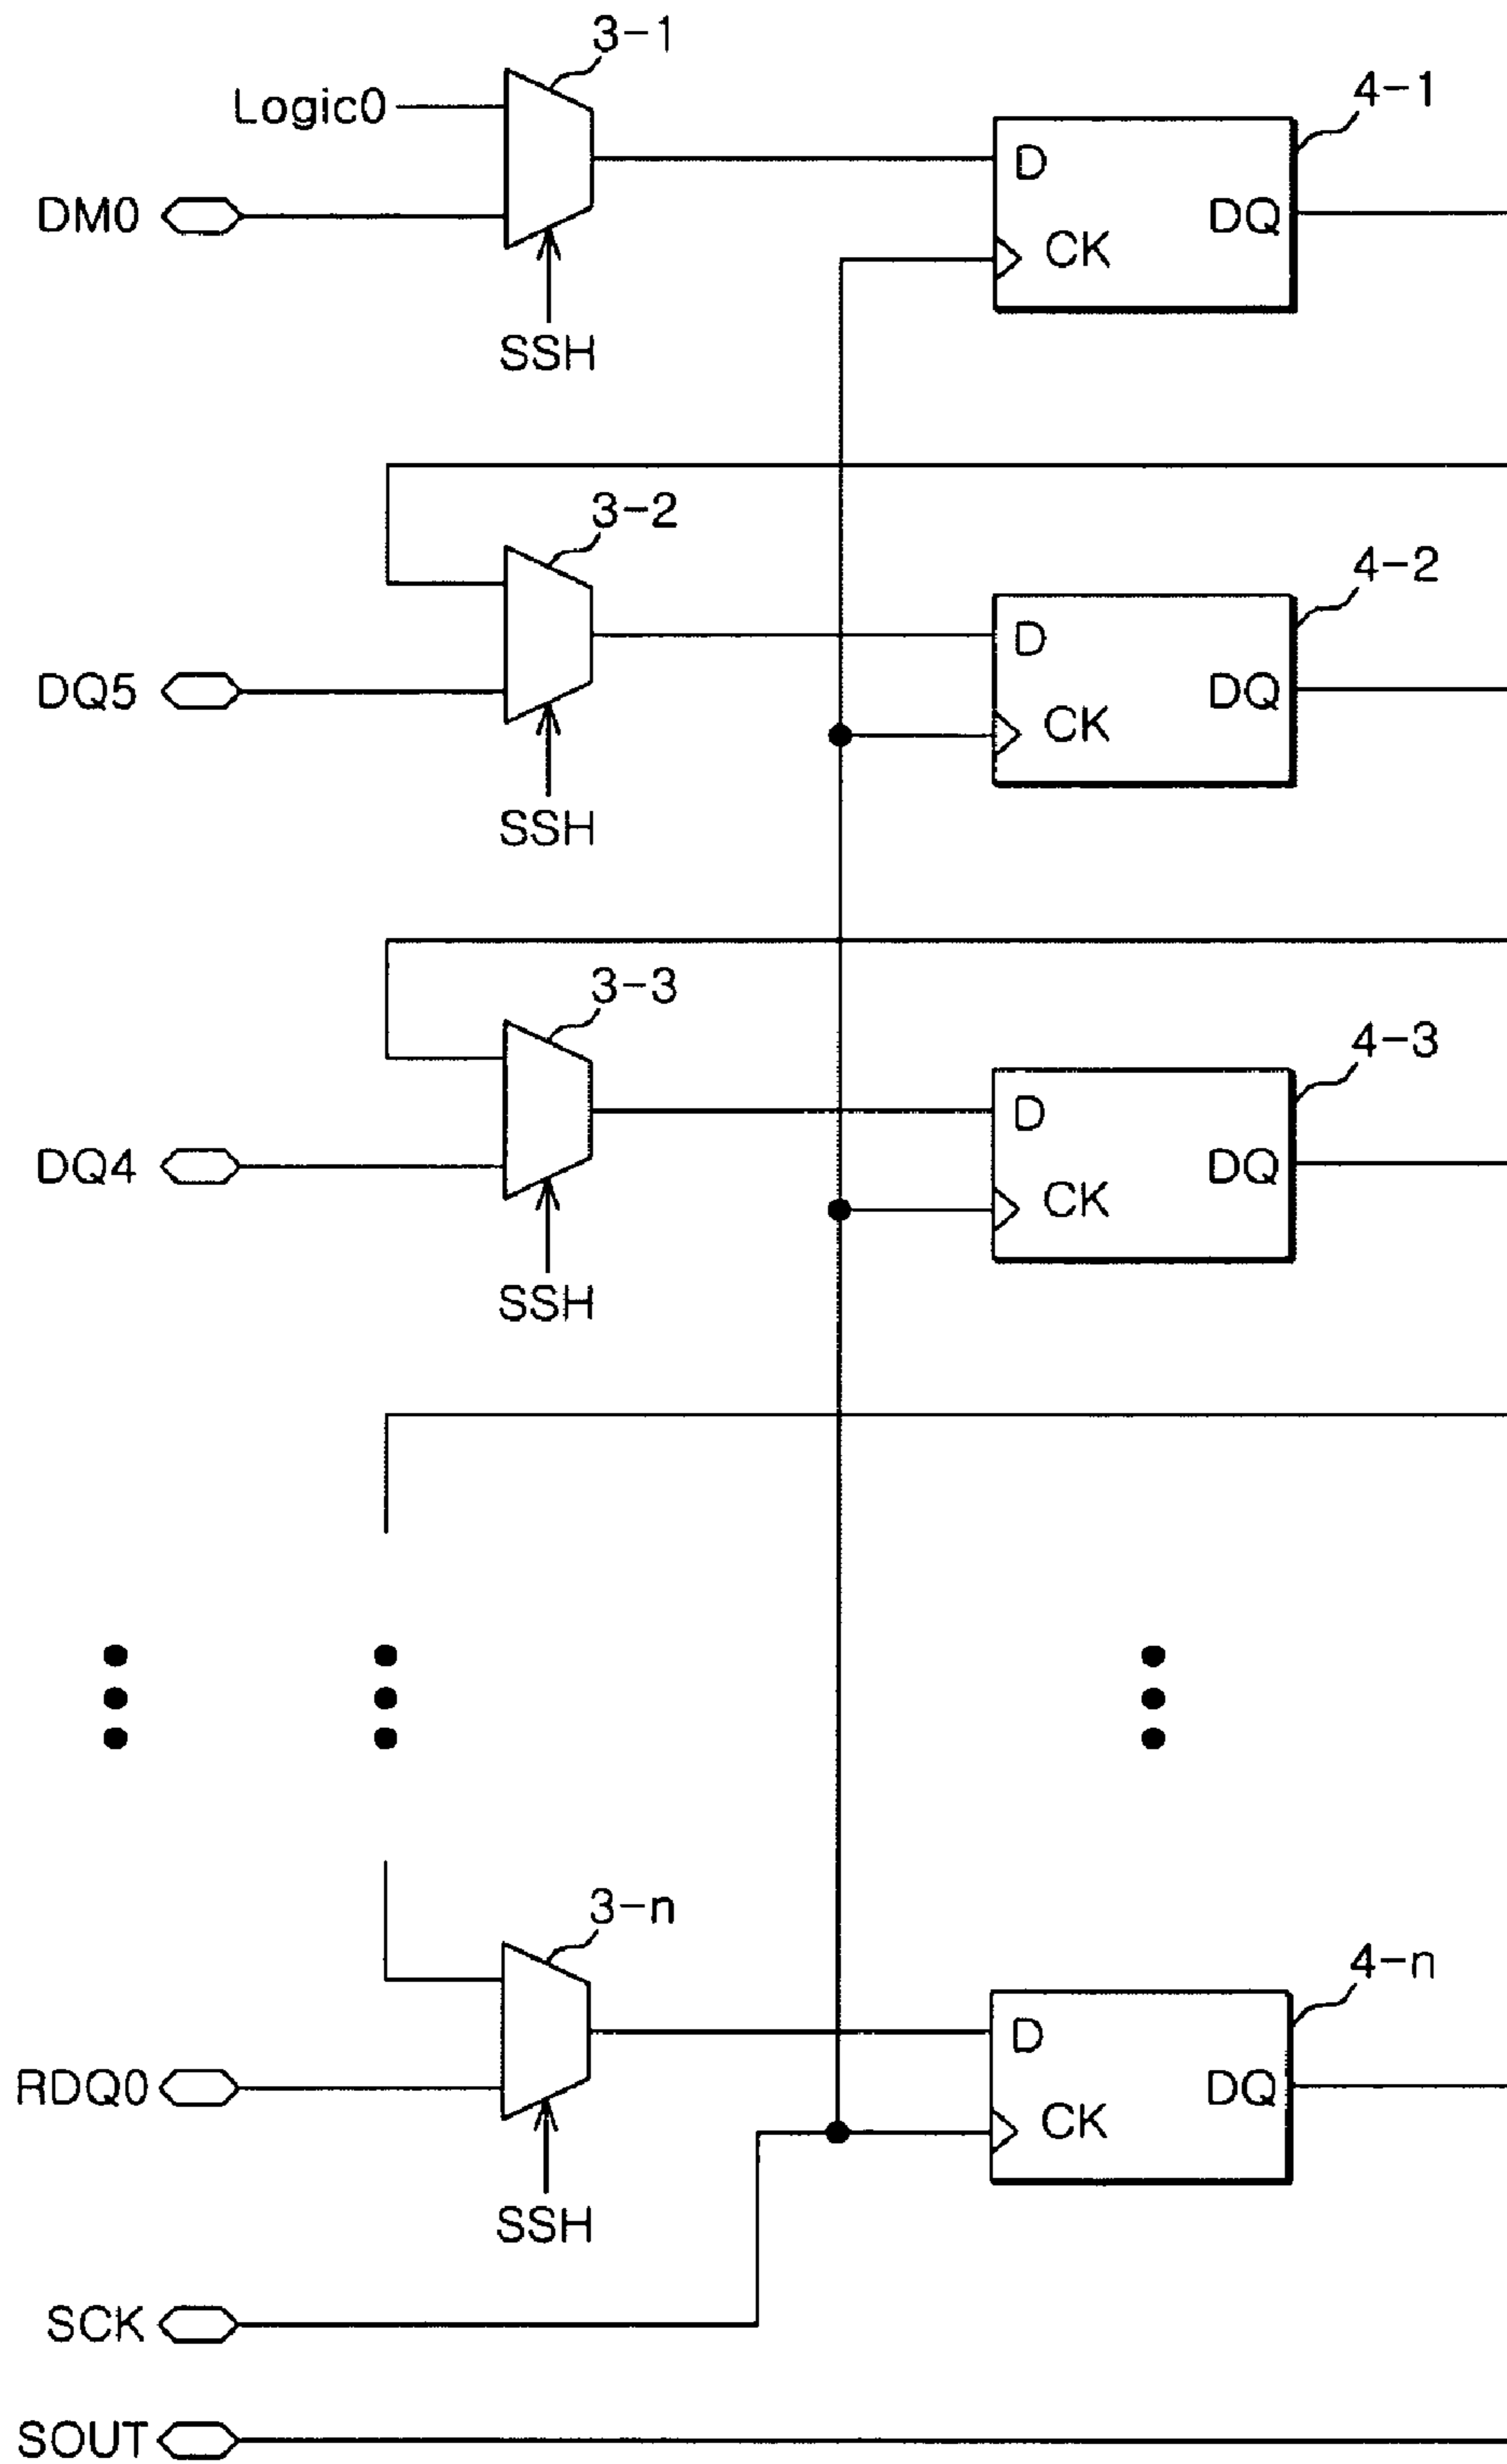 3-1
Logic0
4-1
D
DM0
DQ
CK
SSH
3-2
4-2
D
DQ5
DQ
CK
SSH
3-3
4-3
D
DQ4
DQ
CK
SSH
3-n
4-n
D
RDQ0
DQ
CK
SSH
SCK
SOUT